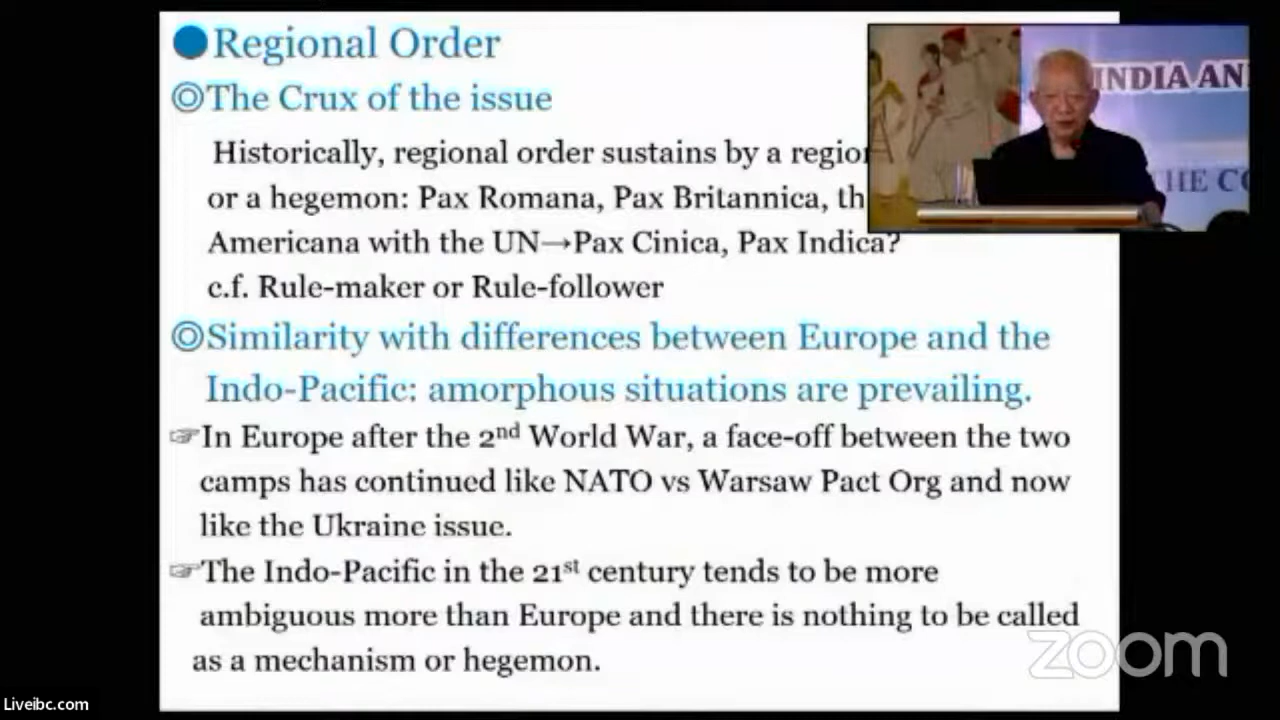 ●Regional Order
◎The Crux of the issue
Historically, regional order sustains by a
or a hegemon: Pax Romana, Pax Britannica,
Americana with the UN→Pax Cinica, Pax Indica?
c.f. Rule-maker or Rule-follower
◎Similarity with differences between Europe and the
Indo-Pacific: amorphous situations are prevailing.
☞In Europe after the 2nd World War, a face-off between the two
camps has continued like NATO vs Warsaw Pact Org and now
like the Ukraine issue.
☞The Indo-Pacific in the 21st century tends to be more
ambiguous more than Europe and there is nothing to be called
as a mechanism or hegemon.
INDIA AN
THE CO
zoom
Liveibc.com